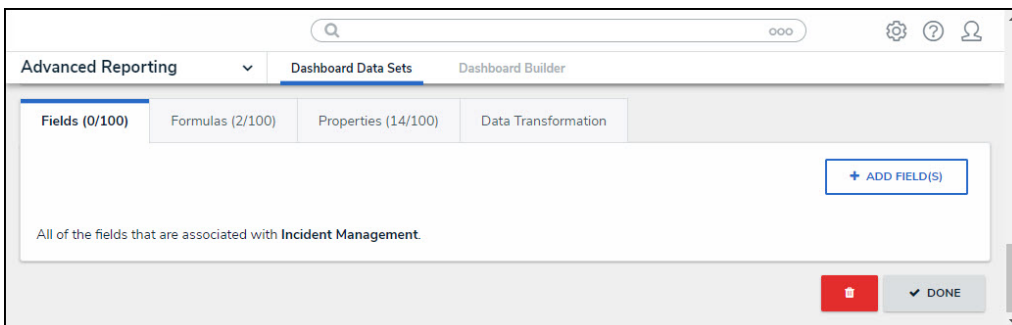 Advanced Reporting Dashboard Data Sets Dashboard Builder
Fields (0/100) Formulas (2/100) Properties (14/100) Data Transformation
+ ADD FIELD(S)
All of the fields that are associated with Incident Management.
DONE